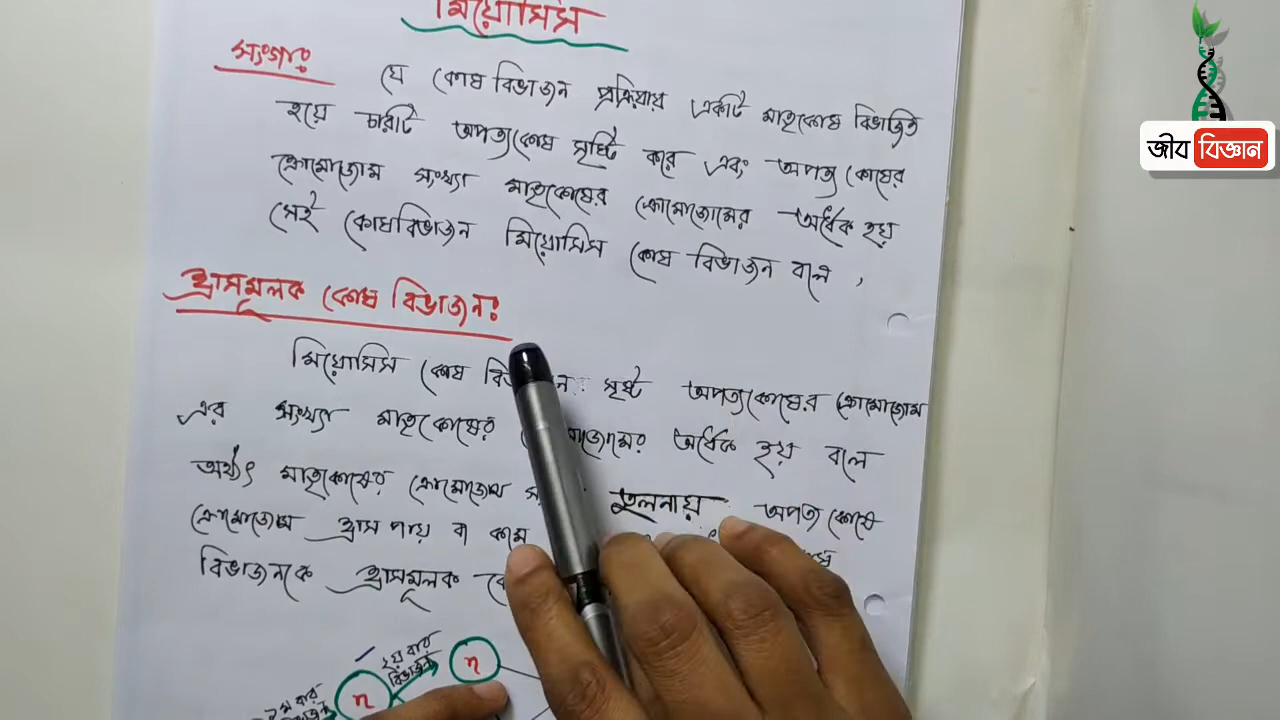 মিয়োসিস
সংগাঃ যে কোষ বিভাজন প্রক্রিয়ায় একটি মাতৃকোষ বিভাজিত
হয়ে চারটি অপত্যকোষ সৃষ্টি করে এবং অপত্য কোষের
ক্রোমোজোম সংখ্যা মাতৃকোষের ক্রোমোজোমের অর্ধেক হয়
সেই কোষবিভাজন মিয়োসিস কোষ বিভাজন বলে ,
হ্রাসমূলক কোষ বিভাজনঃ
মিয়োসিস কোষ সৃষ্ট অপত্যকোষের ক্রোমোজোম
এর সংখ্যা মাতৃকোষের অর্ধেক হয় বলে
অর্থাৎ মাতৃকোষের ক্রোমোজোম তুলনায় অপত্য কোষে
ক্রোমোজোম হ্রাস পায় বা কমে
বিভাজনকে হ্রাসমূলক
২য় বার
বিভাজন
n
n
জীব বিজ্ঞান